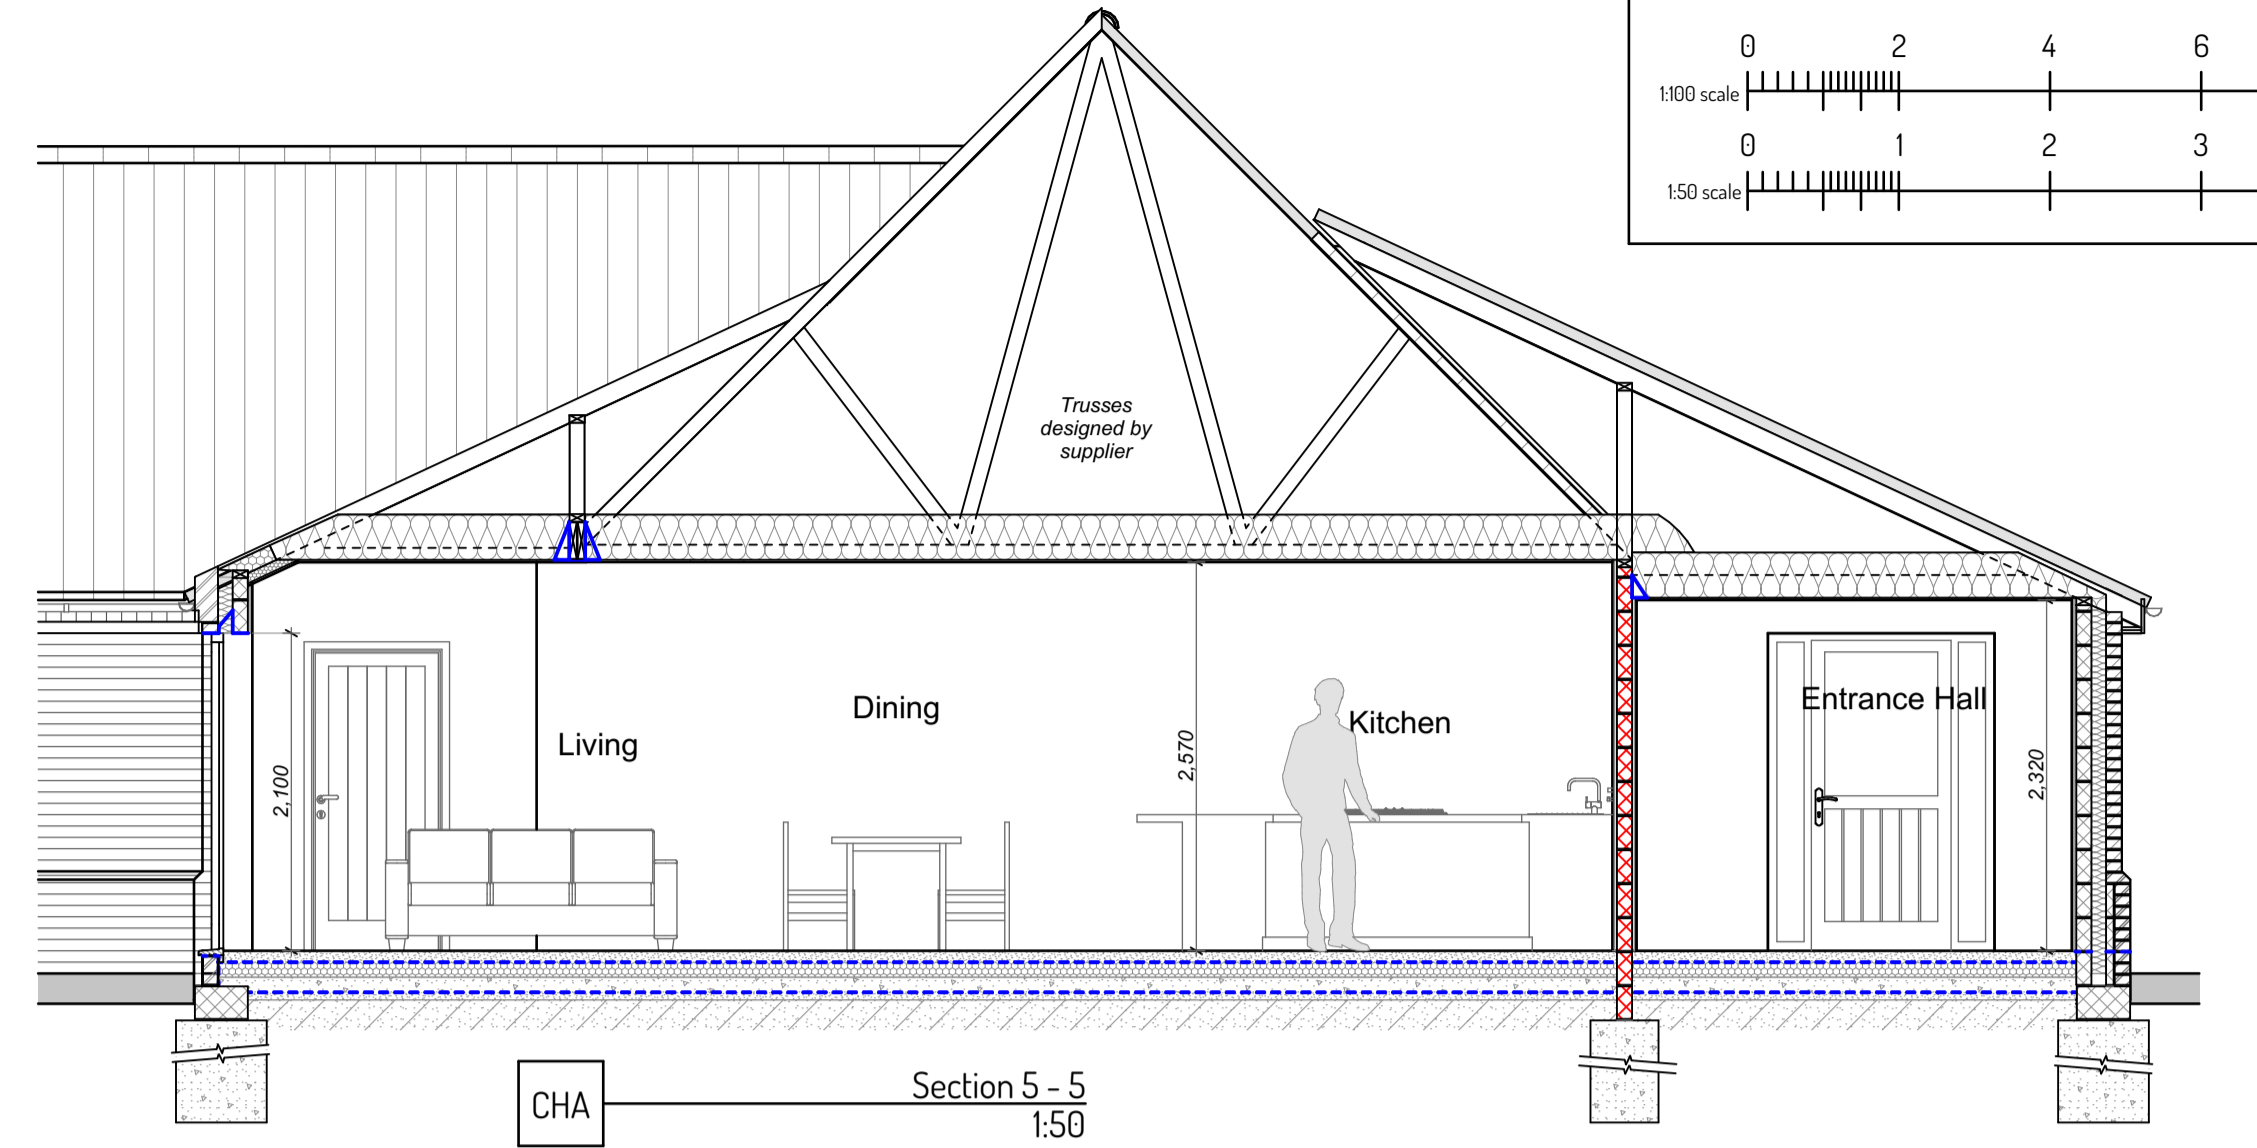 0 2 4 6
1:100 scale
0 1 2 3
1:50 scale
Trusses
designed by
supplier
Entrance Hall
Dining
Kitchen
Living
2,100
2,570
2,320
CHA
Section 5 - 5
1:50